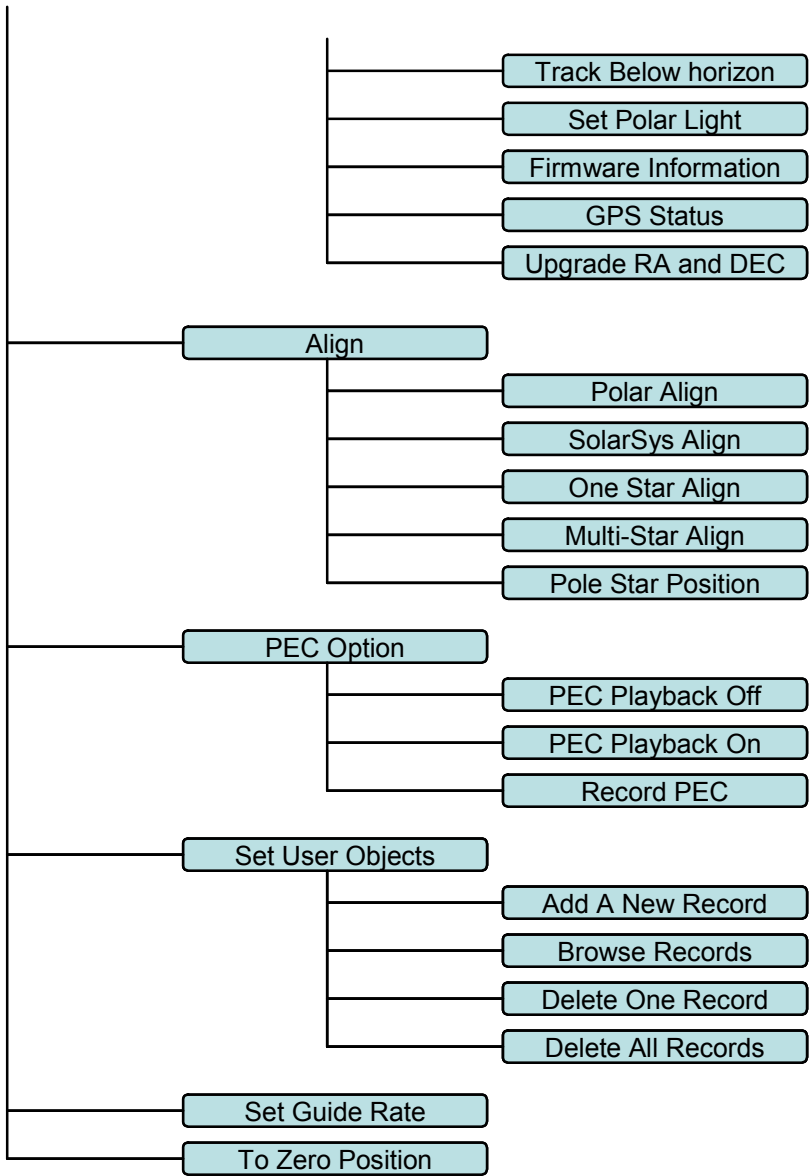 Track Below horizon
Set Polar Light
Firmware Information
GPS Status
Upgrade RA and DEC
Align
Polar Align
SolarSys Align
One Star Align
Multi-Star Align
Pole Star Position
PEC Option
PEC Playback Off
PEC Playback On
Record PEC
Set User Objects
Add A New Record
Browse Records
Delete One Record
Delete All Records
Set Guide Rate
To Zero Position